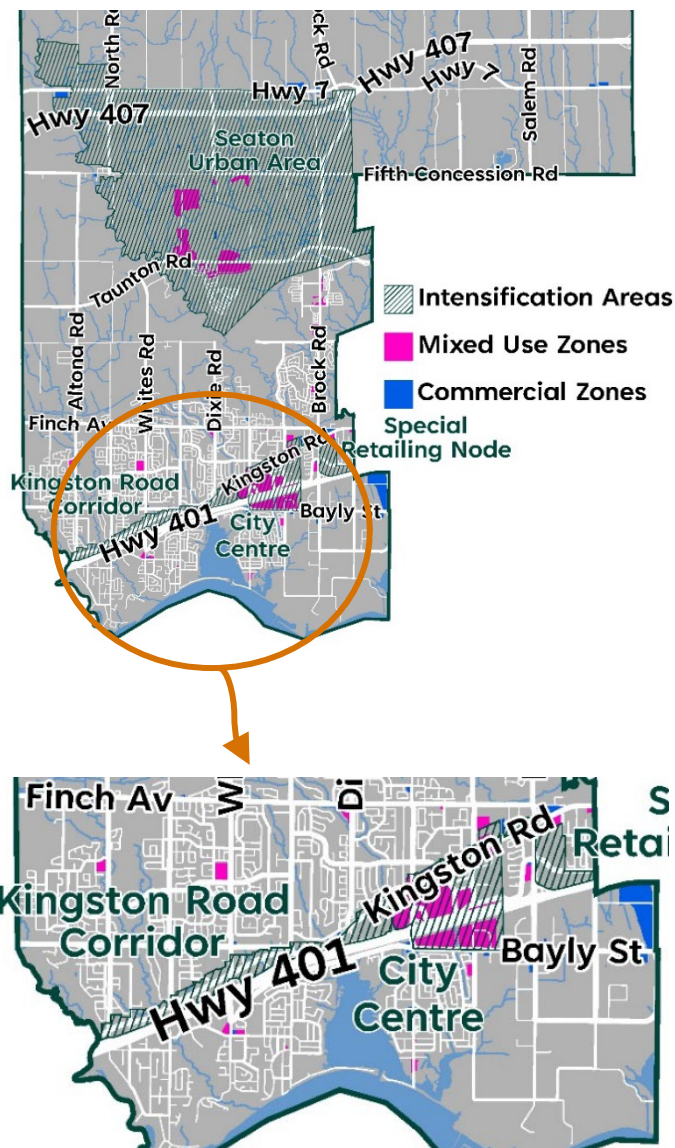 North R
ck Rd
Hwy 407
Hwy 7
Hwy 7
Salem Rd
Hwy 407
Seaton
Urban Area
Fifth Concession Rd
Taunton Rd
Intensification Areas
Mixed Use Zones
Commercial Zones
Altona Rd
Whites Rd
Dixie Rd
Brock Rd
Finch Av
Special
Retailing Node
Kingston Rd
Kingston Road
Corridor
Hwy 401
City
Centre
Bayly St
Finch Av
W
Di
S
Retai
Kingston Rd
Kingston Road
Corridor
Hwy 401
City
Centre
Bayly St